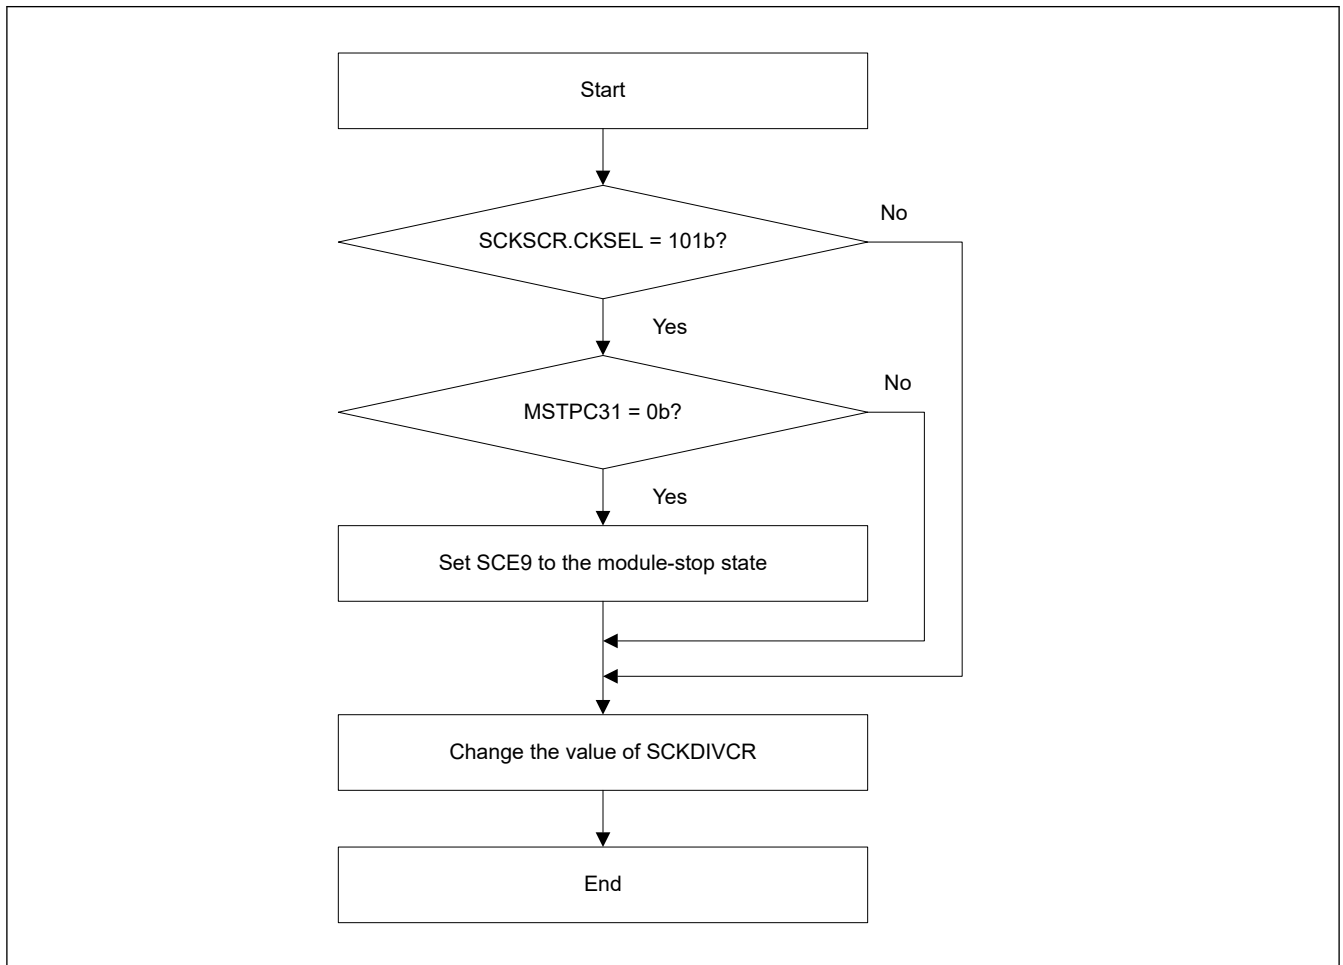 Start
No
SCKSCR.CKSEL = 101b?
Yes
No
MSTPC31 = 0b?
Yes
Set SCE9 to the module-stop state
Change the value of SCKDIVCR
End